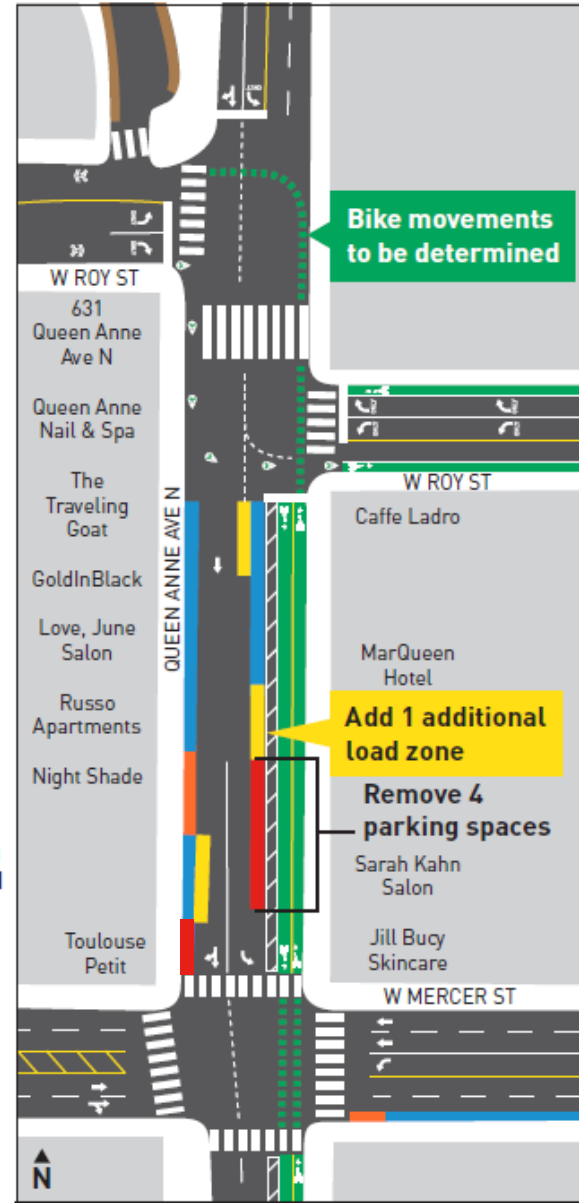 Bike movements
to be determined
W ROY ST
631
Queen Anne
Ave N
Queen Anne
Nail & Spa
The
Traveling
Goat
GoldInBlack
Love, June
Salon
Russo
Apartments
Night Shade
Toulouse
Petit
QUEEN ANNE AVE N
W ROY ST
Caffe Ladro
MarQueen
Hotel
Add 1 additional
load zone
Remove 4
parking spaces
Sarah Kahn
Salon
Jill Bucy
Skincare
W MERCER ST
N